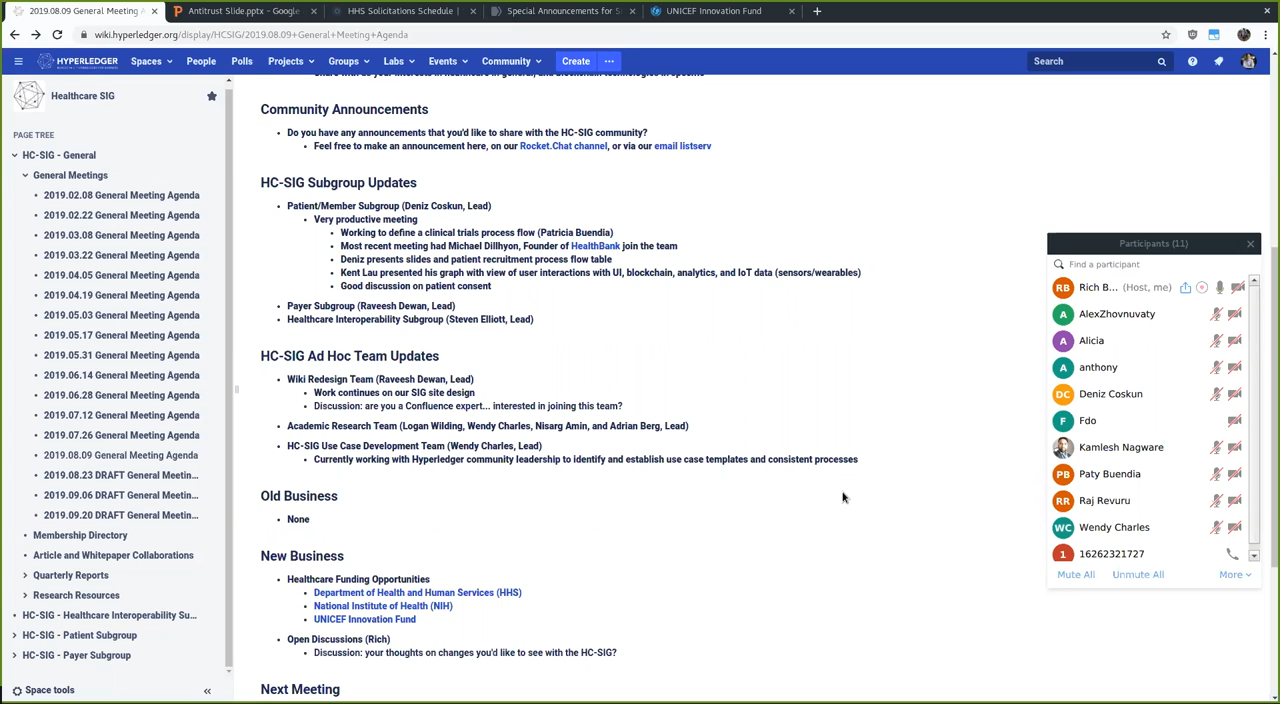 2019.08.09 General Meeting A
Antitrust Slide.pptx - Google
HHS Solicitations Schedule |
Special Announcements for S
UNICEF Innovation Fund
wiki.hyperledger.org/display/HCSIG/2019.08.09+General+Meeting+Agenda
HYPERLEDGER
Spaces
People
Polls
Projects
Groups
Labs
Events
Community
Create
Search
Healthcare SIG
PAGE TREE
HC-SIG - General
General Meetings
2019.02.08 General Meeting Agenda
2019.02.22 General Meeting Agenda
2019.03.08 General Meeting Agenda
2019.03.22 General Meeting Agenda
2019.04.05 General Meeting Agenda
2019.04.19 General Meeting Agenda
2019.05.03 General Meeting Agenda
2019.05.17 General Meeting Agenda
2019.05.31 General Meeting Agenda
2019.06.14 General Meeting Agenda
2019.06.28 General Meeting Agenda
2019.07.12 General Meeting Agenda
2019.07.26 General Meeting Agenda
2019.08.09 General Meeting Agenda
2019.08.23 DRAFT General Meetin...
2019.09.06 DRAFT General Meetin...
2019.09.20 DRAFT General Meetin...
Membership Directory
Article and Whitepaper Collaborations
Quarterly Reports
Research Resources
HC-SIG - Healthcare Interoperability Su...
HC-SIG - Patient Subgroup
HC-SIG - Payer Subgroup
Space tools
Community Announcements
Do you have any announcements that you'd like to share with the HC-SIG community?
Feel free to make an announcement here, on our Rocket.Chat channel, or via our email listserv
HC-SIG Subgroup Updates
Patient/Member Subgroup (Deniz Coskun, Lead)
Very productive meeting
Working to define a clinical trials process flow (Patricia Buendia)
Most recent meeting had Michael Dillhyon, Founder of HealthBank join the team
Deniz presents slides and patient recruitment process flow table
Kent Lau presented his graph with view of user interactions with UI, blockchain, analytics, and IoT data (sensors/wearables)
Good discussion on patient consent
Payer Subgroup (Raveesh Dewan, Lead)
Healthcare Interoperability Subgroup (Steven Elliott, Lead)
HC-SIG Ad Hoc Team Updates
Wiki Redesign Team (Raveesh Dewan, Lead)
Work continues on our SIG site design
Discussion: are you a Confluence expert... interested in joining this team?
Academic Research Team (Logan Wilding, Wendy Charles, Nisarg Amin, and Adrian Berg, Lead)
HC-SIG Use Case Development Team (Wendy Charles, Lead)
Currently working with Hyperledger community leadership to identify and establish use case templates and consistent processes
Old Business
None
New Business
Healthcare Funding Opportunities
Department of Health and Human Services (HHS)
National Institute of Health (NIH)
UNICEF Innovation Fund
Open Discussions (Rich)
Discussion: your thoughts on changes you'd like to see with the HC-SIG?
Next Meeting
Participants (11)
Find a participant
RB Rich B... (Host, me)
A AlexZhovnuvaty
A Alicia
A anthony
DC Deniz Coskun
F Fdo
Kamlesh Nagware
PB Paty Buendia
RR Raj Revuru
WC Wendy Charles
1 16262321727
Mute All Unmute All More